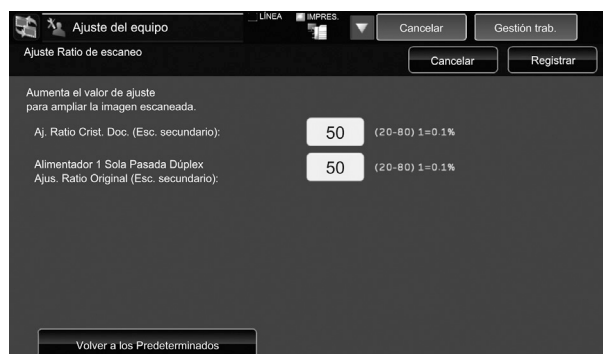 Ajuste del equipo
LÍNEA
IMPRES.
Cancelar
Gestión trab.
Ajuste Ratio de escaneo
Cancelar
Registrar
Aumenta el valor de ajuste
para ampliar la imagen escaneada.
Aj. Ratio Crist. Doc. (Esc. secundario):
50
(20-80) 1=0.1%
Alimentador 1 Sola Pasada Dúplex
Ajus. Ratio Original (Esc. secundario):
50
(20-80) 1=0.1%
Volver a los Predeterminados